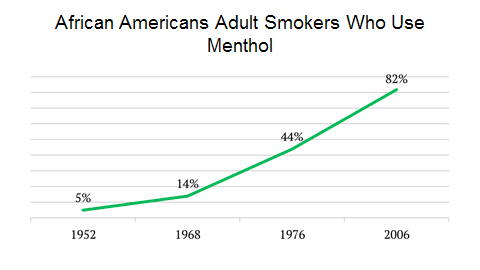 African Americans Adult Smokers Who Use
Menthol
82%
44%
14%
5%
1952 1968 1976 2006